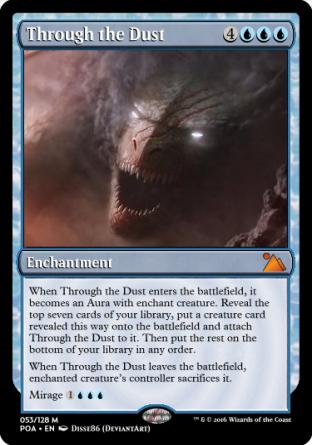 Through the Dust 4
Enchantment
When Through the Dust enters the battlefield, it
becomes an Aura with enchant creature. Reveal the
top seven cards of your library, put a creature card
revealed this way onto the battlefield and attach
Through the Dust to it. Then put the rest on the
bottom of your library in any order.
When Through the Dust leaves the battlefield,
enchanted creature's controller sacrifices it.
Mirage 1
053/128 M
POA • EN Disse86 (DeviantArt)
™ & © 2016 Wizards of the Coast